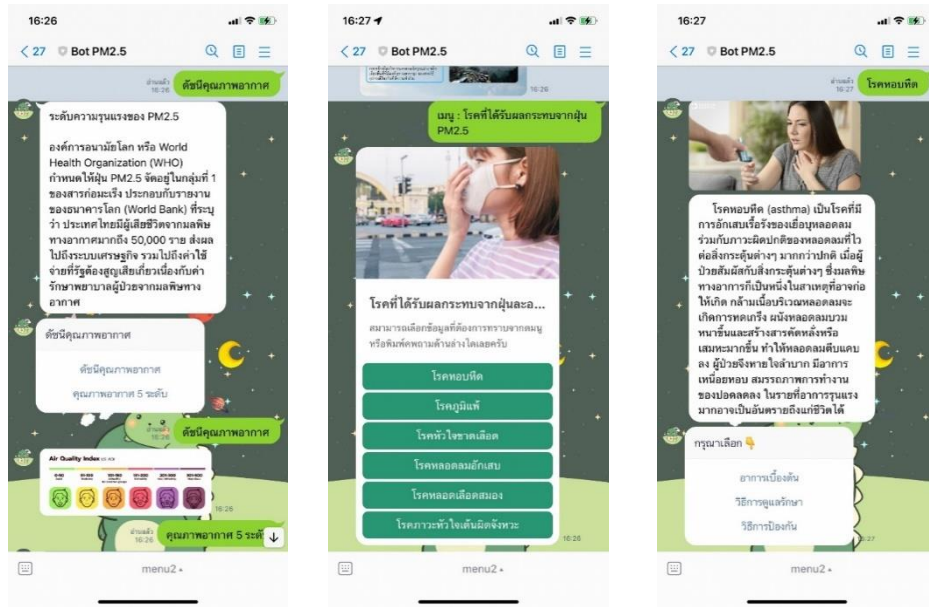 16:26
27 Bot PM2.5
อ่านแล้ว
16:26
ดัชนีคุณภาพอากาศ
ระดับความรุนแรงของ PM2.5
องค์การอนามัยโลก หรือ World
Health Organization (WHO)
กำหนดให้ฝุ่น PM2.5 จัดอยู่ในกลุ่มที่ 1
ของสารก่อมะเร็ง ประกอบกับรายงาน
ของธนาคารโลก (World Bank) ที่ระบุ
ว่า ประเทศไทยมีผู้เสียชีวิตจากมลพิษ
ทางอากาศมากถึง 50,000 ราย ส่งผล
ไปถึงระบบเศรษฐกิจ รวมไปถึงค่าใช้
จ่ายที่รัฐต้องสูญเสียเกี่ยวเนื่องกับค่า
รักษาพยาบาลผู้ป่วยจากมลพิษทาง
อากาศ
ดัชนีคุณภาพอากาศ
ดัชนีคุณภาพอากาศ
คุณภาพอากาศ 5 ระดับ
อ่านแล้ว
16:26
ดัชนีคุณภาพอากาศ
Air Quality Index
0-50
51-100
101-150
151-200
201-300
301-500
16:26
อ่านแล้ว
16:26
คุณภาพอากาศ 5 ระดับ
menu2
16:27
27 Bot PM2.5
16:26
เมนู : โรคที่ได้รับผลกระทบจากฝุ่น
PM2.5
โรคที่ได้รับผลกระทบจากฝุ่นละอ...
สมามารถเลือกข้อมูลที่ต้องการทราบจากดมนู
หรือพิมพ์คพถามด้านล่างไดเลยครับ
โรคหอบหืด
โรคภูมิแพ้
โรคหัวใจขาดเลือด
โรคหลอดลมอักเสบ
โรคหลอดเลือดสมอง
โรคภาวะหัวใจเต้นผิดจังหวะ
16:26
menu2
16:27
27 Bot PM2.5
อ่านแล้ว
16:27
โรคหอบหืด
โรคหอบหืด (asthma) เป็นโรคที่มี
การอักเสบเรื้อรังของเยื่อบุหลอดลม
ร่วมกับภาวะผิดปกติของหลอดลมที่ไว
ต่อสิ่งกระตุ้นต่างๆ มากกว่าปกติ เมื่อผู้
ป่วยสัมผัสกับสิ่งกระตุ้นต่างๆ ซึ่งมลพิษ
ทางอาการก็เป็นหนึ่งในสาเหตุที่อาจก่อ
ให้เกิด กล้ามเนื้อบริเวณหลอดลมจะ
เกิดการหดเกร็ง ผนังหลอดลมบวม
หนาขึ้นและสร้างสารคัดหลั่งหรือ
เสมหะมากขึ้น ทำให้หลอดลมตีบแคบ
ลง ผู้ป่วยจึงหายใจลำบาก มีอาการ
เหนื่อยหอบ สมรรถภาพการทำงาน
ของปอดลดลง ในรายที่อาการรุนแรง
มากอาจเป็นอันตรายถึงแก่ชีวิตได้
กรุณาเลือก 👇
อาการเบื้องต้น
วิธีการดูแลรักษา
วิธีการป้องกัน
16:27
menu2